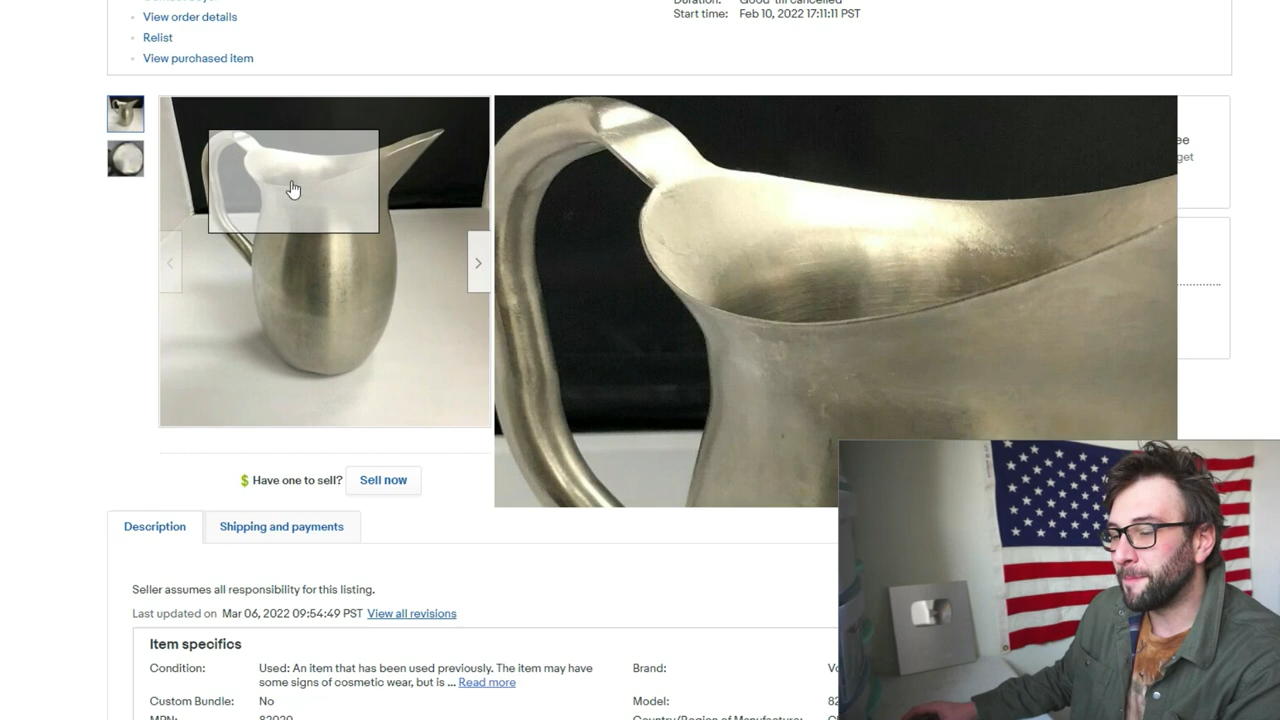 View order details
Start time: Feb 10, 2022 17:11:11 PST
Relist
View purchased item
$ Have one to sell? Sell now
Description
Shipping and payments
Seller assumes all responsibility for this listing.
Last updated on Mar 06, 2022 09:54:49 PST View all revisions
Item specifics
Condition: Used: An item that has been used previously. The item may have
some signs of cosmetic wear, but is ... Read more
Brand:
Custom Bundle: No
Model: